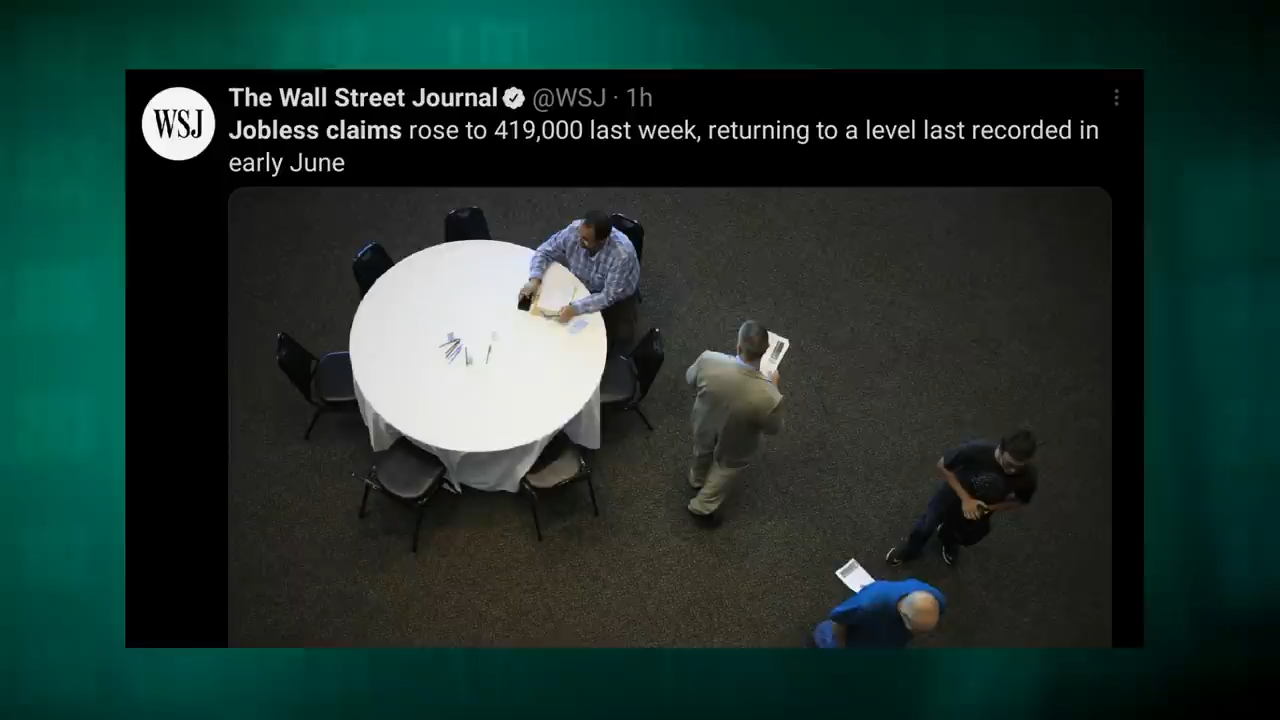 WSJ
The Wall Street Journal @WSJ · 1h
Jobless claims rose to 419,000 last week, returning to a level last recorded in
early June